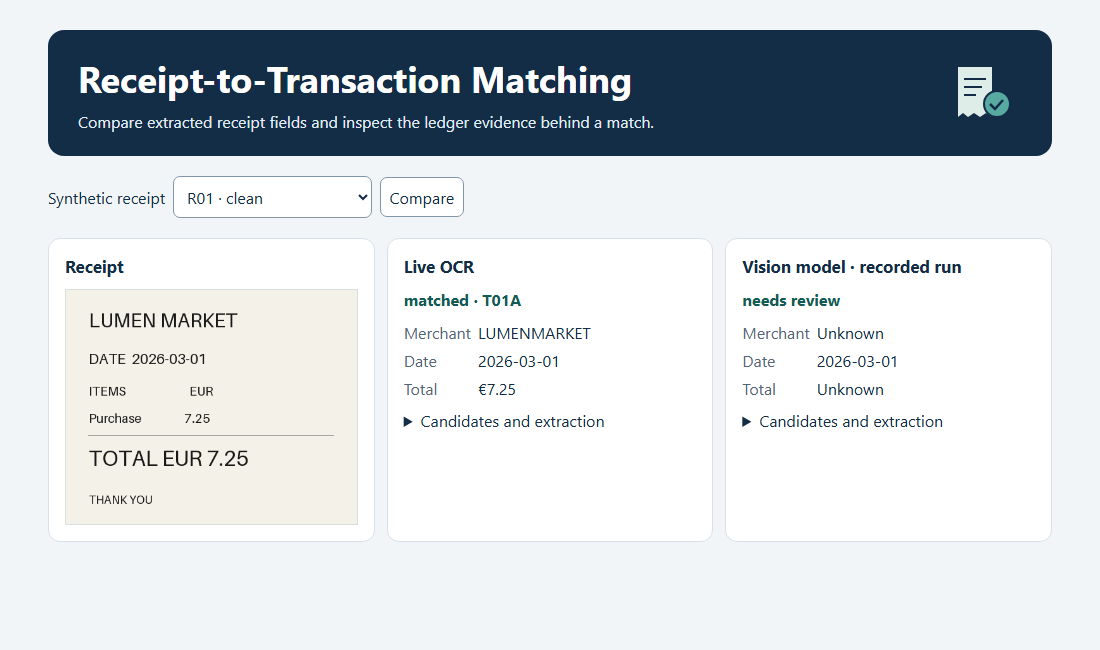 Receipt-to-Transaction Matching
Compare extracted receipt fields and inspect the ledger evidence behind a match.
Synthetic receipt R01 · clean Compare
Receipt
LUMEN MARKET
DATE 2026-03-01
ITEMS EUR
Purchase 7.25
TOTAL EUR 7.25
THANK YOU
Live OCR
matched · T01A
Merchant LUMENMARKET
Date 2026-03-01
Total €7.25
Candidates and extraction
Vision model · recorded run
needs review
Merchant Unknown
Date 2026-03-01
Total Unknown
Candidates and extraction